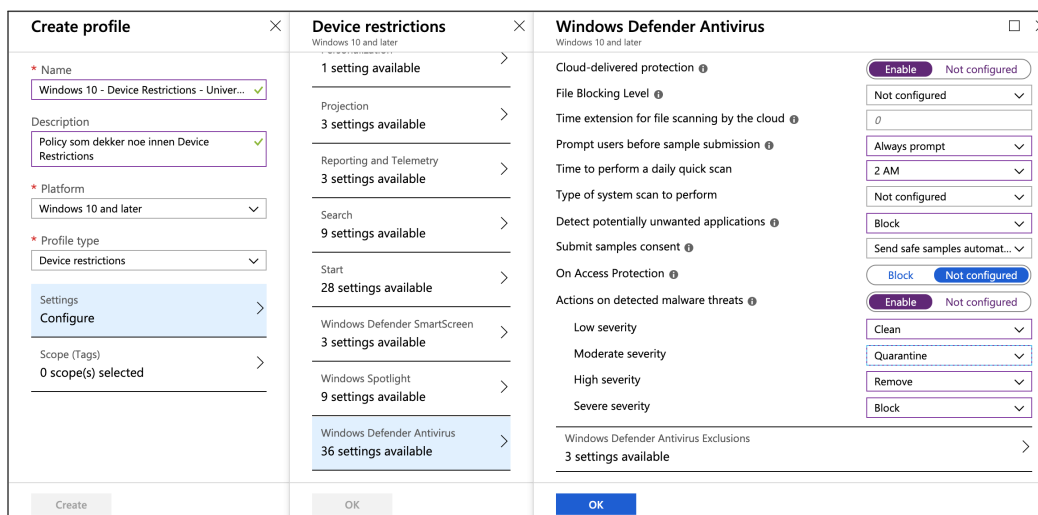 Create profile
* Name
Windows 10 - Device Restrictions - Univer...
Description
Policy som dekker noe innen Device
Restrictions
* Platform
Windows 10 and later
* Profile type
Device restrictions
Settings
Configure
Scope (Tags)
0 scope(s) selected
Create
Device restrictions
Windows 10 and later
1 setting available
Projection
3 settings available
Reporting and Telemetry
3 settings available
Search
9 settings available
Start
28 settings available
Windows Defender SmartScreen
3 settings available
Windows Spotlight
9 settings available
Windows Defender Antivirus
36 settings available
OK
Windows Defender Antivirus
Windows 10 and later
Cloud-delivered protection Enable Not configured
File Blocking Level Not configured
Time extension for file scanning by the cloud 0
Prompt users before sample submission Always prompt
Time to perform a daily quick scan 2 AM
Type of system scan to perform Not configured
Detect potentially unwanted applications Block
Submit samples consent Send safe samples automat...
On Access Protection Block Not configured
Actions on detected malware threats Enable Not configured
Low severity Clean
Moderate severity Quarantine
High severity Remove
Severe severity Block
Windows Defender Antivirus Exclusions
3 settings available
OK